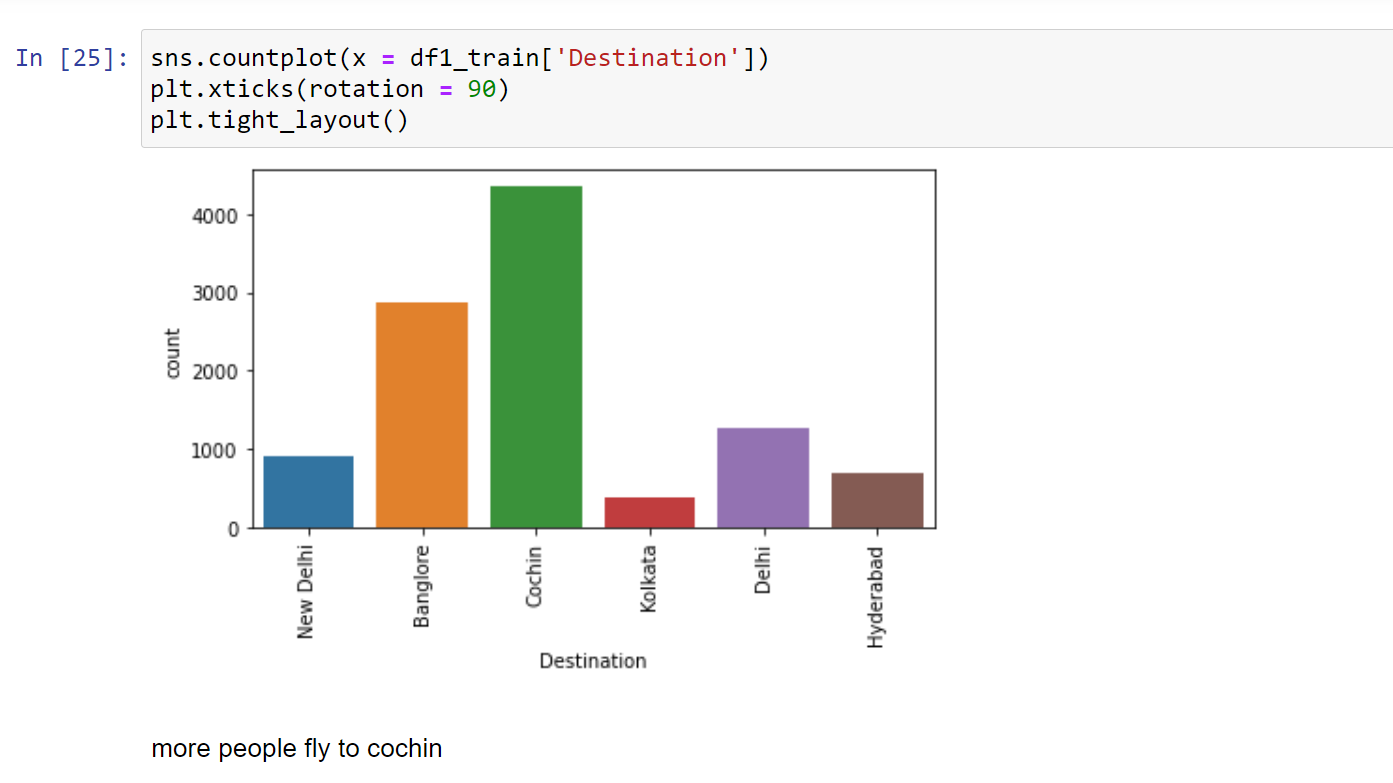 In [25]: sns.countplot(x = df1_train['Destination'])
plt.xticks(rotation = 90)
plt.tight_layout()
4000
3000
2000
1000
0
count
New Delhi
Banglore
Cochin
Kolkata
Delhi
Hyderabad
Destination
more people fly to cochin